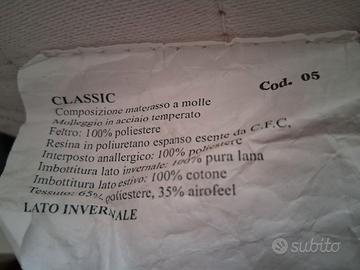 CLASSIC
Cod. 05
Composizione materasso a molle
Molleggio in acciaio temperato
Feltro: 100% poliestere
Resina in poliuretano espanso esente da C.F.C.
Interposto anallergico: 100% poliestere
Imbottitura lato invernale: 100% pura lana
Imbottitura lato estivo: 100% cotone
Tessuto: 65% poliestere, 35% airofeel
LATO INVERNALE
subito